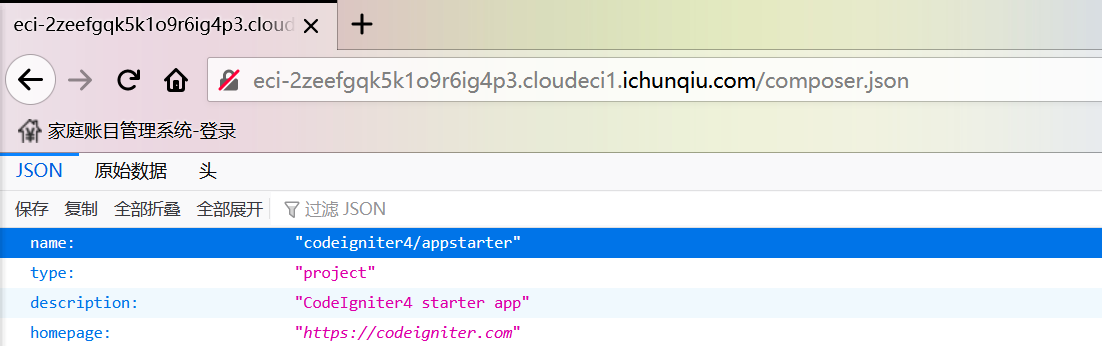 eci-2zeefgqk5k1o9r6ig4p3.cloud
eci-2zeefgqk5k1o9r6ig4p3.cloudeci1.ichunqiu.com/composer.json
家庭账目管理系统-登录
JSON 原始数据 头
保存 复制 全部折叠 全部展开 过滤 JSON
name: "codeigniter4/appstarter"
type: "project"
description: "CodeIgniter4 starter app"
homepage: "https://codeigniter.com"